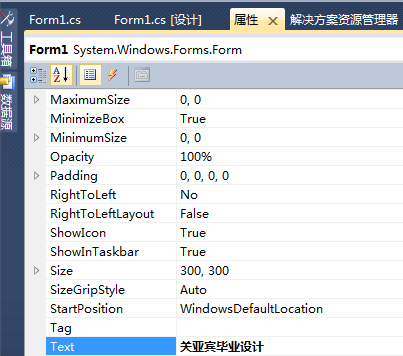 Form1.cs Form1.cs [设计] 属性 解决方案资源管理器
工具箱
数据源
Form1 System.Windows.Forms.Form
MaximumSize 0, 0
MinimizeBox True
MinimumSize 0, 0
Opacity 100%
Padding 0, 0, 0, 0
RightToLeft No
RightToLeftLayout False
ShowIcon True
ShowInTaskbar True
Size 300, 300
SizeGripStyle Auto
StartPosition WindowsDefaultLocation
Tag
Text 关亚宾毕业设计